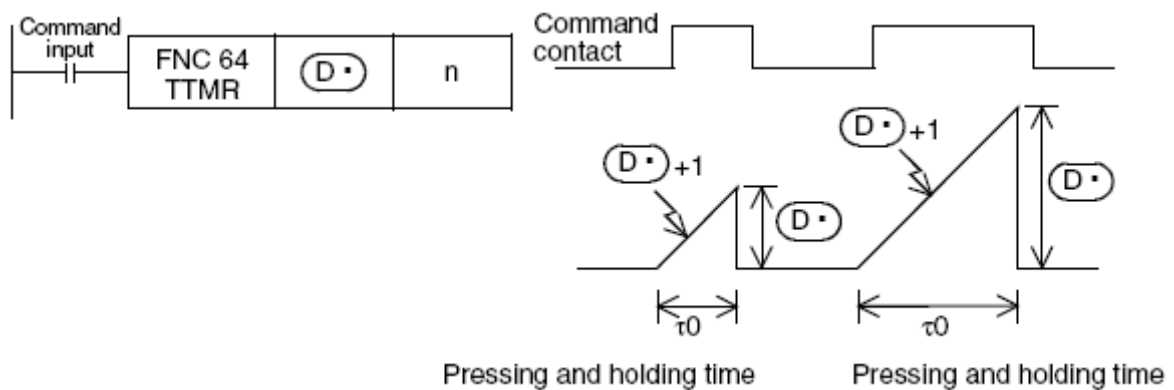 Command
input
FNC 64
TTMR
D・
n
Command
contact
D・ +1
D・
D・ +1
D・
τ0
τ0
Pressing and holding time
Pressing and holding time